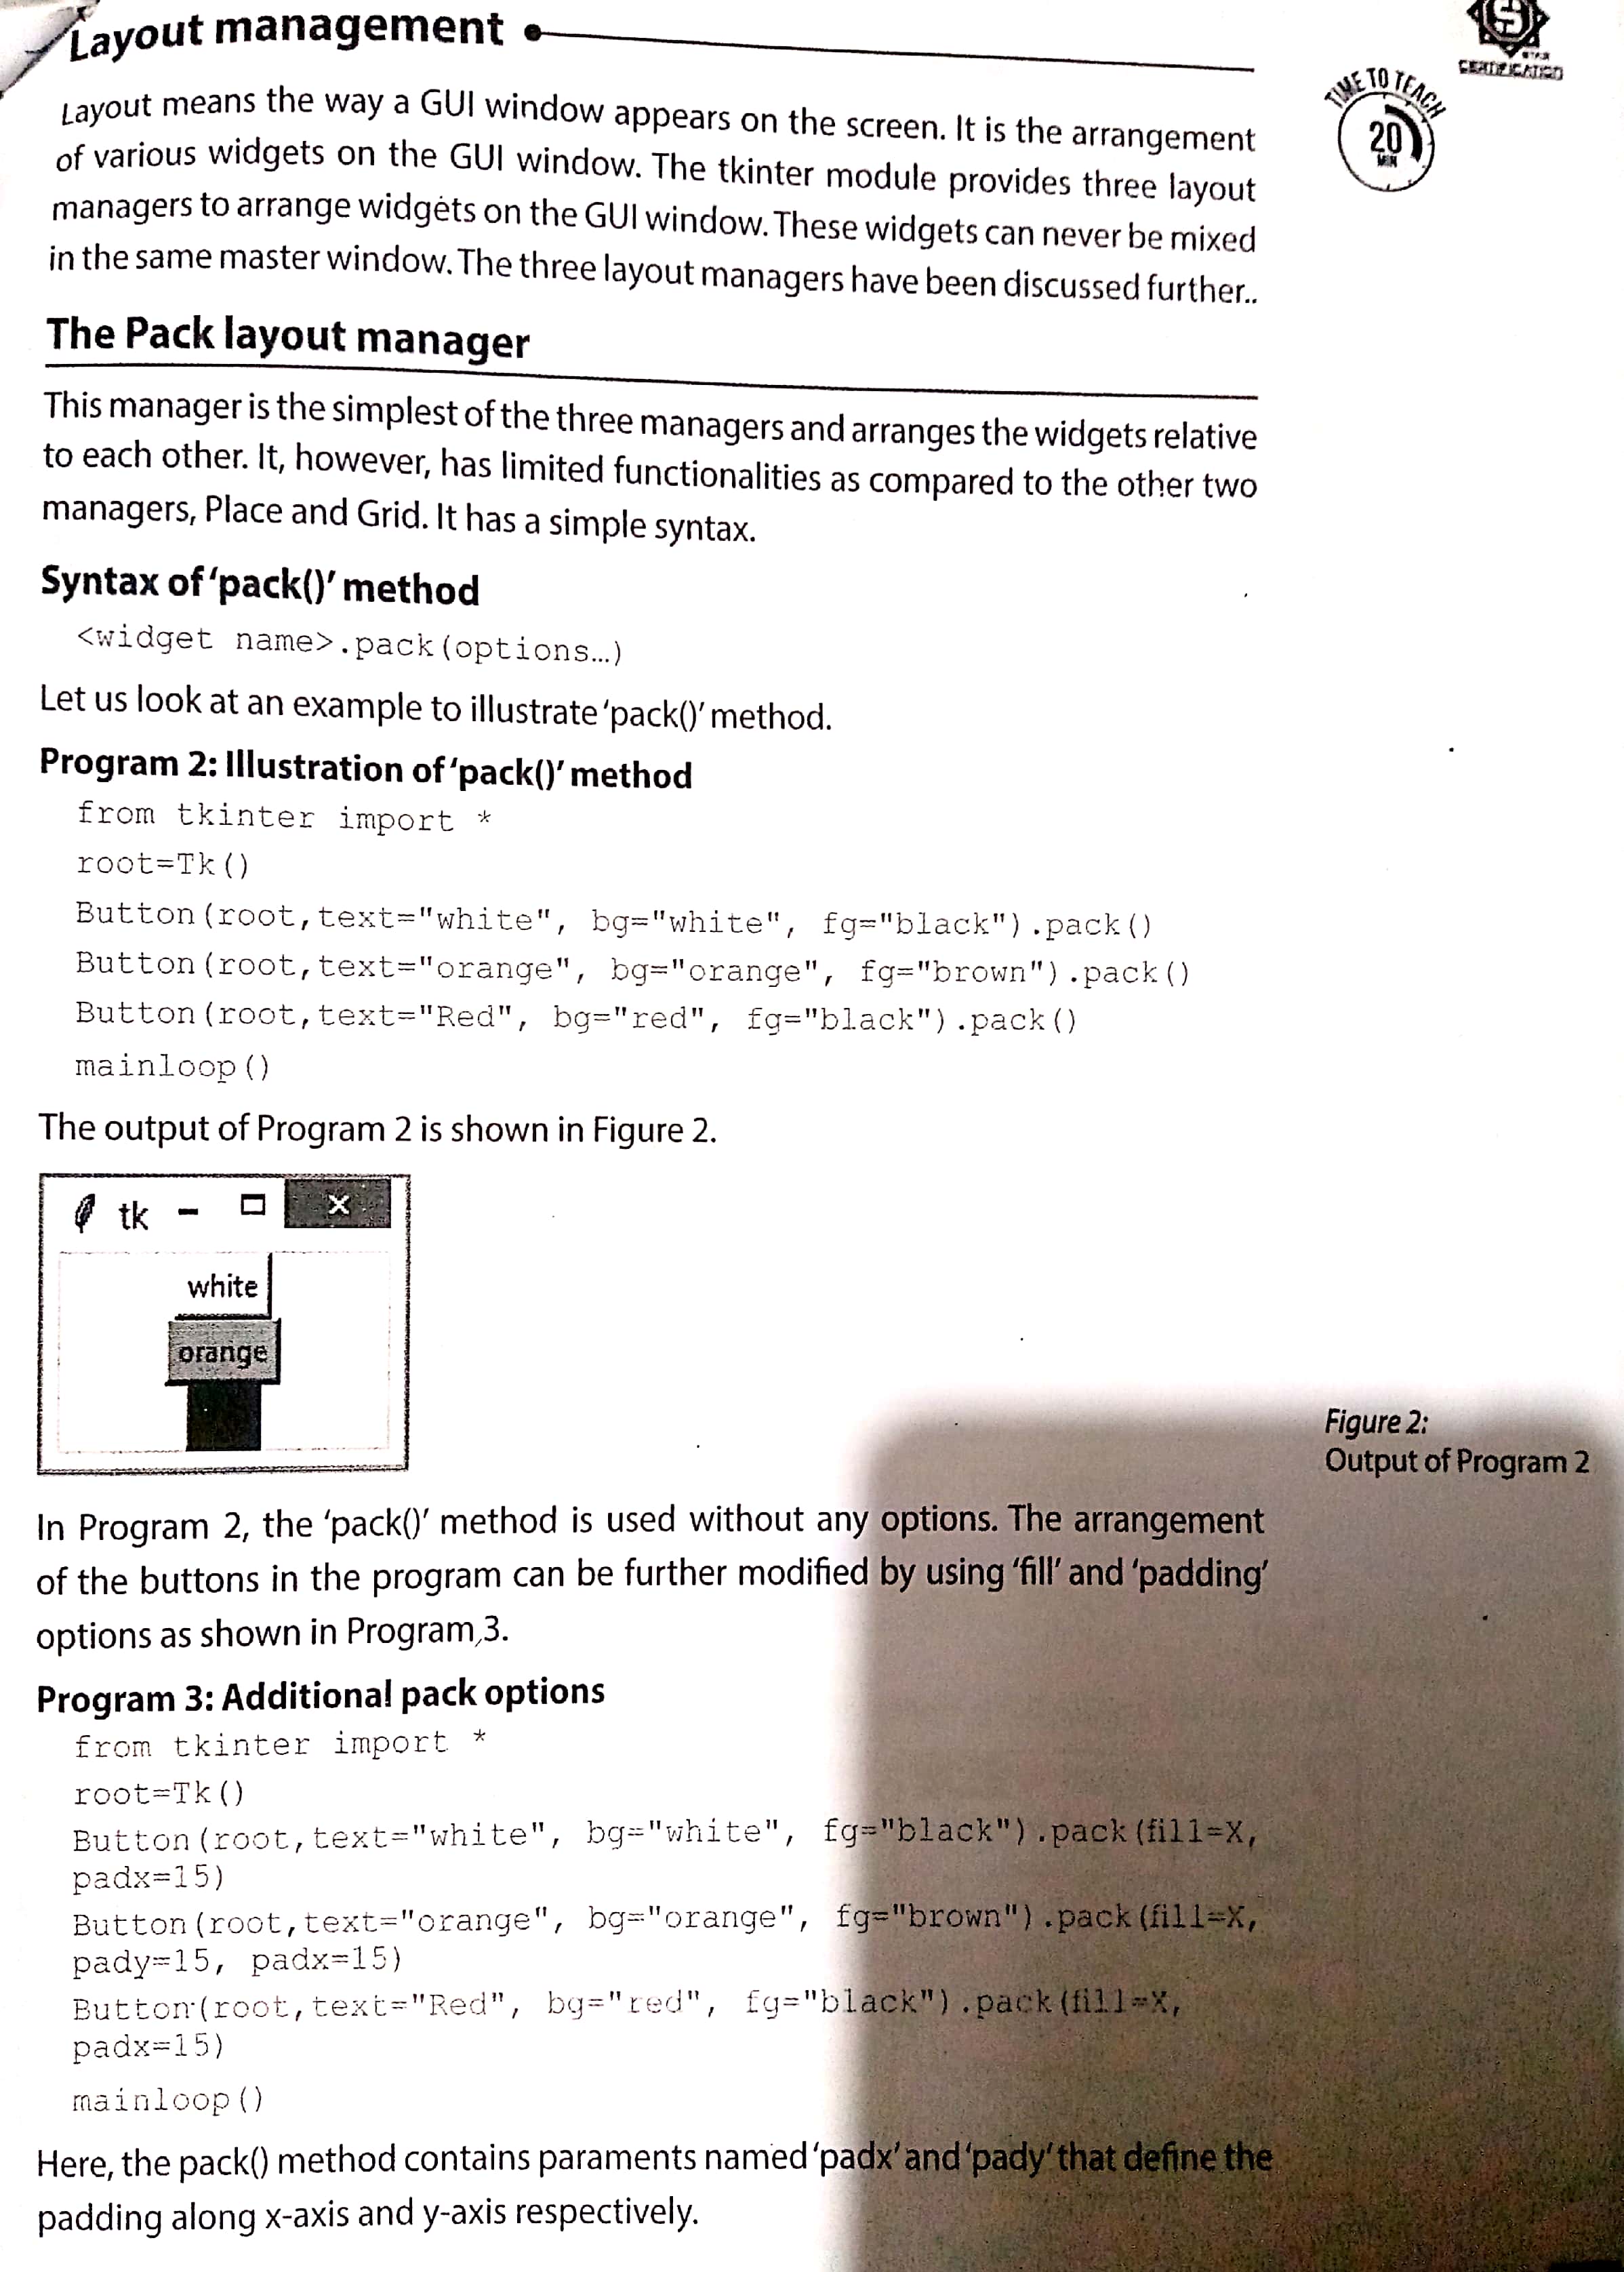 Layout management
CERTIFICATION
TIME TO TEACH
20
MIN
Layout means the way a GUI window appears on the screen. It is the arrangement
of various widgets on the GUI window. The tkinter module provides three layout
managers to arrange widgets on the GUI window. These widgets can never be mixed
in the same master window. The three layout managers have been discussed further..
The Pack layout manager
This manager is the simplest of the three managers and arranges the widgets relative
to each other. It, however, has limited functionalities as compared to the other two
managers, Place and Grid. It has a simple syntax.
Syntax of ‘pack()’ method
<widget name>.pack(options…)
Let us look at an example to illustrate ‘pack()’ method.
Program 2: Illustration of ‘pack()’ method
from tkinter import *
root=Tk()
Button(root,text="white", bg="white", fg="black").pack()
Button(root,text="orange", bg="orange", fg="brown").pack()
Button(root,text="Red", bg="red", fg="black").pack()
mainloop()
The output of Program 2 is shown in Figure 2.
tk
white
orange
Figure 2:
Output of Program 2
In Program 2, the ‘pack()’ method is used without any options. The arrangement
of the buttons in the program can be further modified by using ‘fill’ and ‘padding’
options as shown in Program 3.
Program 3: Additional pack options
from tkinter import *
root=Tk()
Button(root,text="white", bg="white", fg="black").pack(fill=X,
padx=15)
Button(root,text="orange", bg="orange", fg="brown").pack(fill=X,
pady=15, padx=15)
Button(root,text="Red", bg="red", fg="black").pack(fill=X,
padx=15)
mainloop()
Here, the pack() method contains paraments named ‘padx’ and ‘pady’ that define the
padding along x-axis and y-axis respectively.